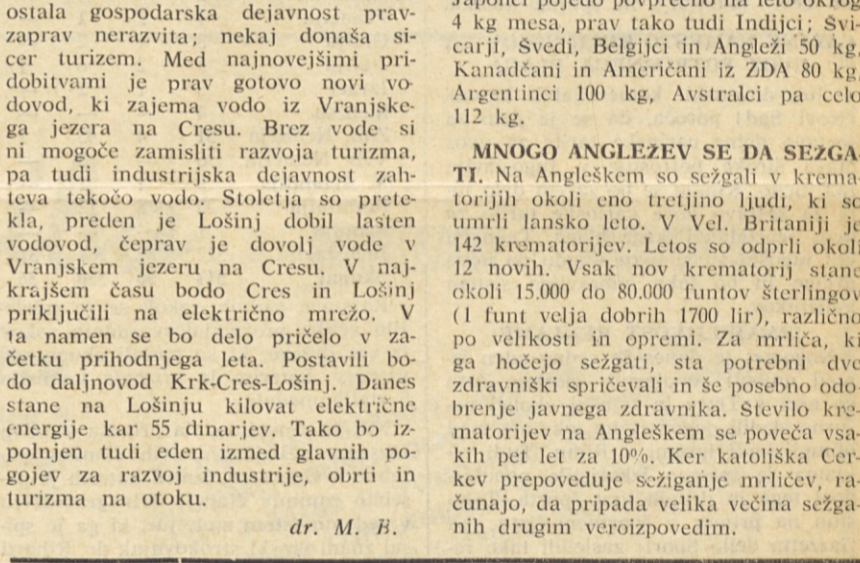 ostala gospodarska dejavnost prav-
zaprav nerazvita; nekaj donaša si-
cer turizem. Med najnovejšimi pri-
dobitvami je prav gotovo novi vo-
dovod, ki zajema vodo iz Vranjske-
ga jezera na Cresu. Brez vode si
ni mogoče zamisliti razvoja turizma,
pa tudi industrijska dejavnost zah-
teva tekočo vodo. Stoletja so prete-
kla, preden je Lošinj dobil lasten
vodovod, čeprav je dovolj vode v
Vranjskem jezeru na Cresu. V naj-
krajšem času bodo Cres in Lošinj
priključili na električno mrežo. V
ta namen se bo delo pričelo v za-
četku prihodnjega leta. Postavili bo-
do daljnovod Krk-Cres-Lošinj. Danes
stane na Lošinju kilovat električne
energije kar 55 dinarjev. Tako bo iz-
polnjen tudi eden izmed glavnih po-
gojev za razvoj industrije, obrti in
turizma na otoku.
dr. M. B.
Japonci pojedo povprečno na leto okrog
4 kg mesa, prav tako tudi Indijci; Švi-
carji, Švedi, Belgijci in Angleži 50 kg,
Kanadčani in Američani iz ZDA 80 kg,
Argentinci 100 kg, Avstralci pa celo
112 kg.
MNOGO ANGLEŽEV SE DA SEŽGA-
TI. Na Angleškem so sežgali v krema-
torijih okoli eno tretjino ljudi, ki so
umrli lansko leto. V Vel. Britaniji je
142 krematorijev. Letos so odprli okoli
12 novih. Vsak nov krematorij stane
okoli 15.000 do 80.000 funtov šterlingov
(1 funt velja dobrih 1700 lir), različno
po velikosti in opremi. Za mrliča, ki
ga hočejo sežgati, sta potrebni dve
zdravniški spričevali in še posebno odo-
brenje javnega zdravnika. Število kre-
matorijev na Angleškem se poveča vsa-
kih pet let za 10%. Ker katoliška Cer-
kev prepoveduje sežiganje mrličev, ra-
čunajo, da pripada velika večina sežga-
nih drugim veroizpovedim.